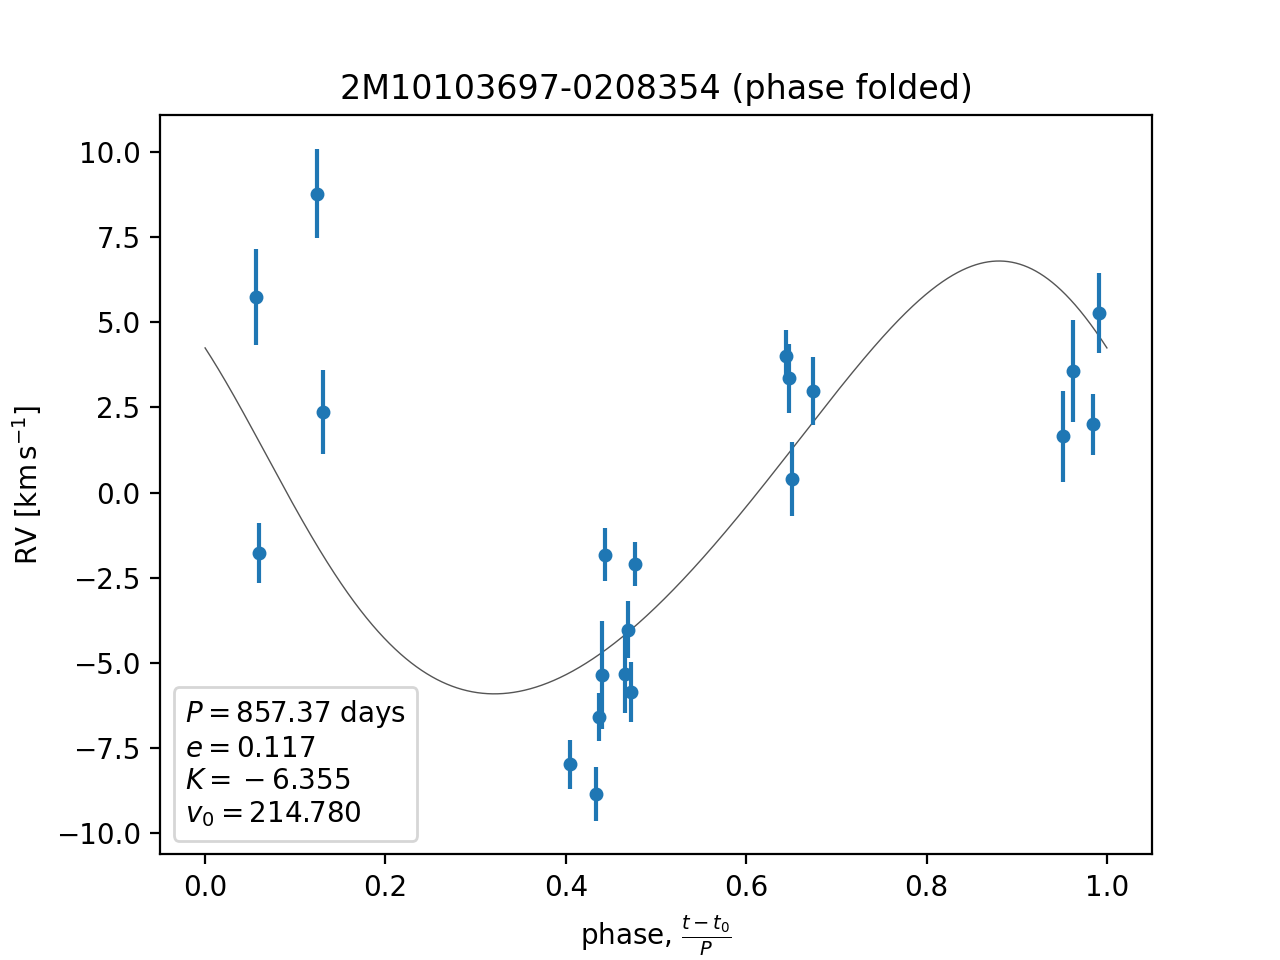 2M10103697-0208354 (phase folded)
RV [km s⁻¹]
10.0
7.5
5.0
2.5
0.0
−2.5
−5.0
−7.5
−10.0
P = 857.37 days
e = 0.117
K = −6.355
v₀ = 214.780
0.0 0.2 0.4 0.6 0.8 1.0
phase, (t − t₀)/P